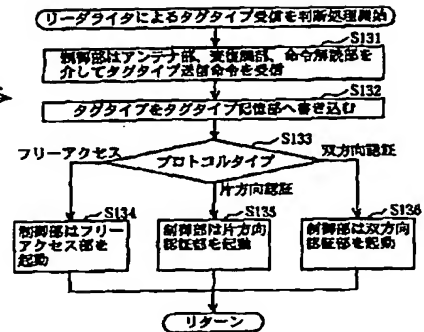 リーダライタによるタグタイプ受信を判断処理開始
S131
制御部はアンテナ部、変復調部、命令解読部を
介してタグタイプ送信命令を受信
S132
タグタイプをタグタイプ記憶部へ書き込む
S133
フリーアクセス
プロトコルタイプ
双方向認証
片方向認証
S134
制御部はフリー
アクセス部を
起動
S135
制御部は片方向
認証部を起動
S136
制御部は双方向
認証部を起動
リターン